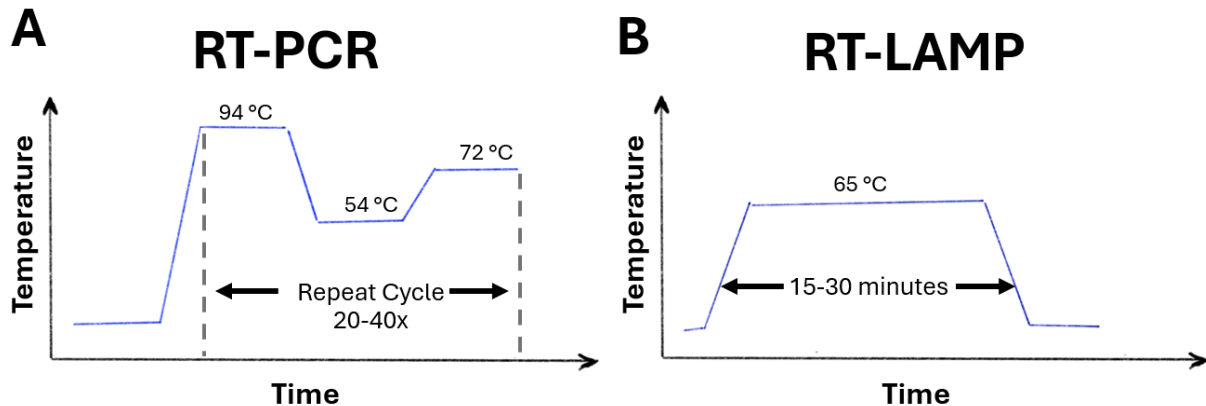 A
RT-PCR
Temperature
94 °C
54 °C
72 °C
Repeat Cycle
20-40x
Time
B
RT-LAMP
Temperature
65 °C
15-30 minutes
Time